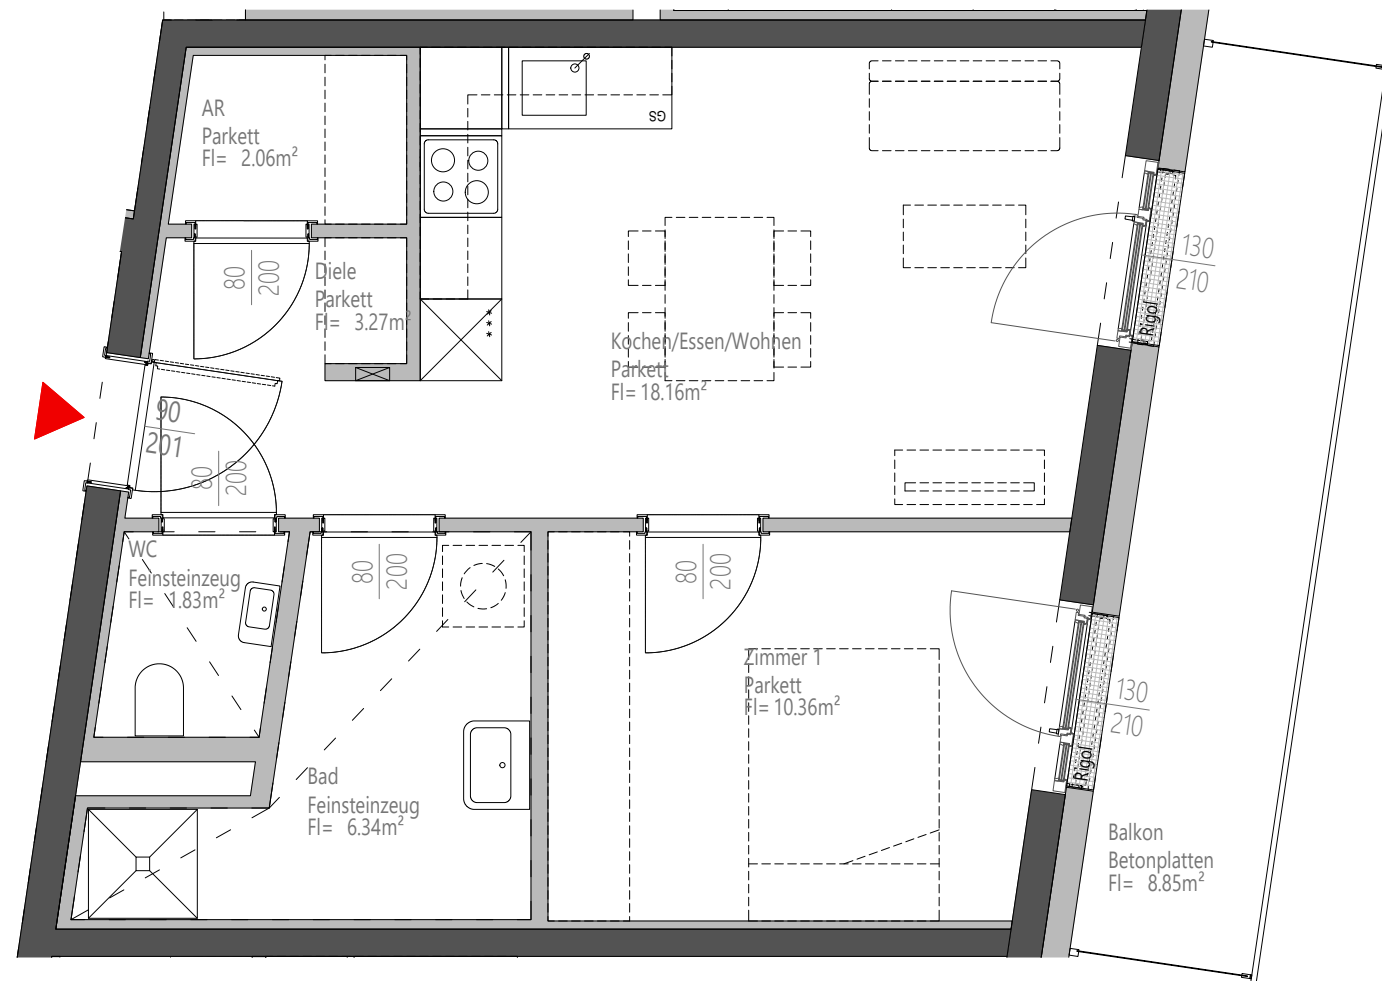 AR
Parkett
Fl= 2.06m²
GS
80
200
Diele
Parkett
Fl= 3.27m²
***
Kochen/Essen/Wohnen
Parkett
Fl= 18.16m²
130
210
Rigol
90
201
80
200
WC
Feinsteinzeug
Fl= 1.83m²
80
200
80
200
Zimmer 1
Parkett
Fl= 10.36m²
130
210
Rigol
Bad
Feinsteinzeug
Fl= 6.34m²
Balkon
Betonplatten
Fl= 8.85m²